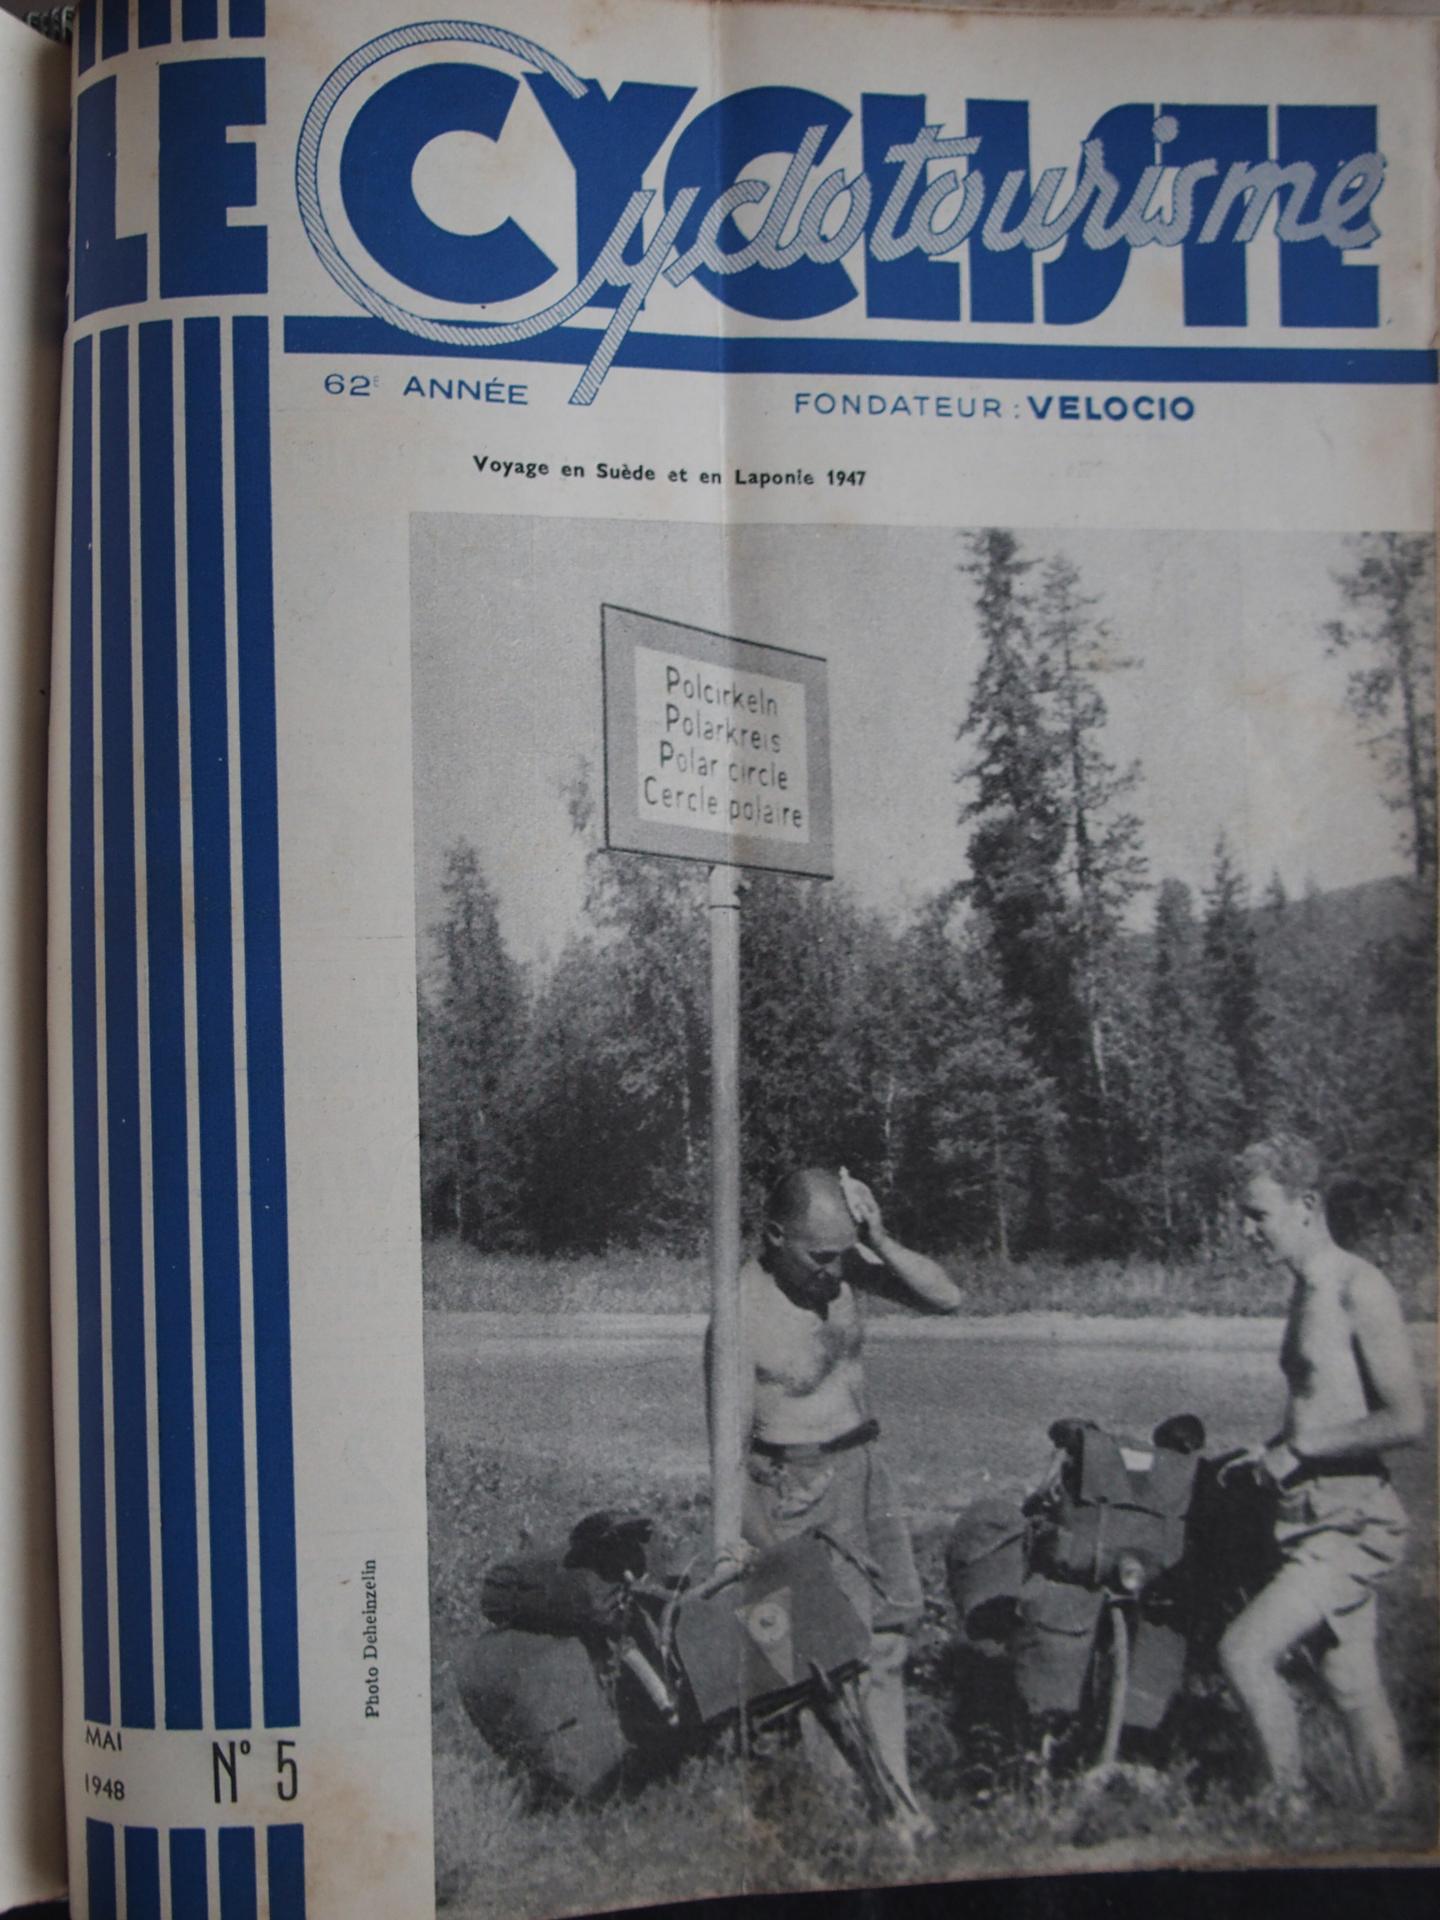 LE CYCLISTE
Cyclotourisme
62E ANNÉE
FONDATEUR : VELOCIO
Voyage en Suède et en Laponie 1947
Polcirkeln
Polarkreis
Polar circle
Cercle polaire
Photo Deheinzelin
MAI
1948
N° 5